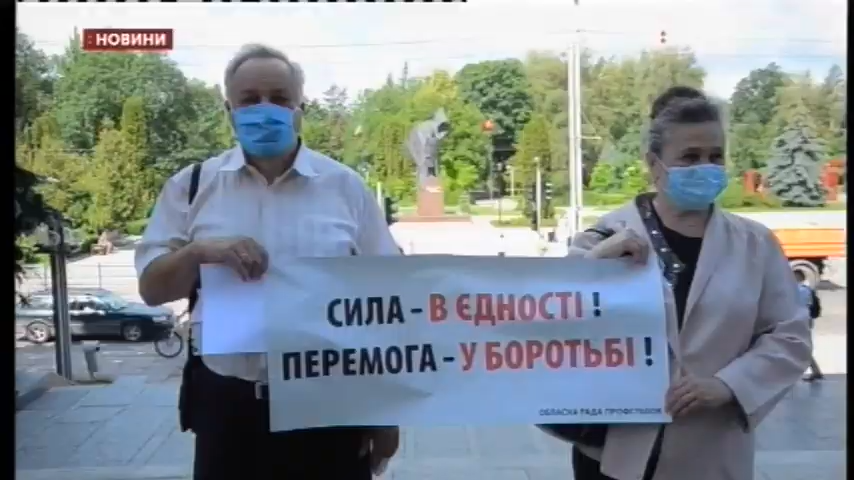 НОВИНИ
СИЛА - В ЄДНОСТІ !
ПЕРЕМОГА - У БОРОТЬБІ !
ОБЛАСНА РАДА ПРОФСПІЛОК